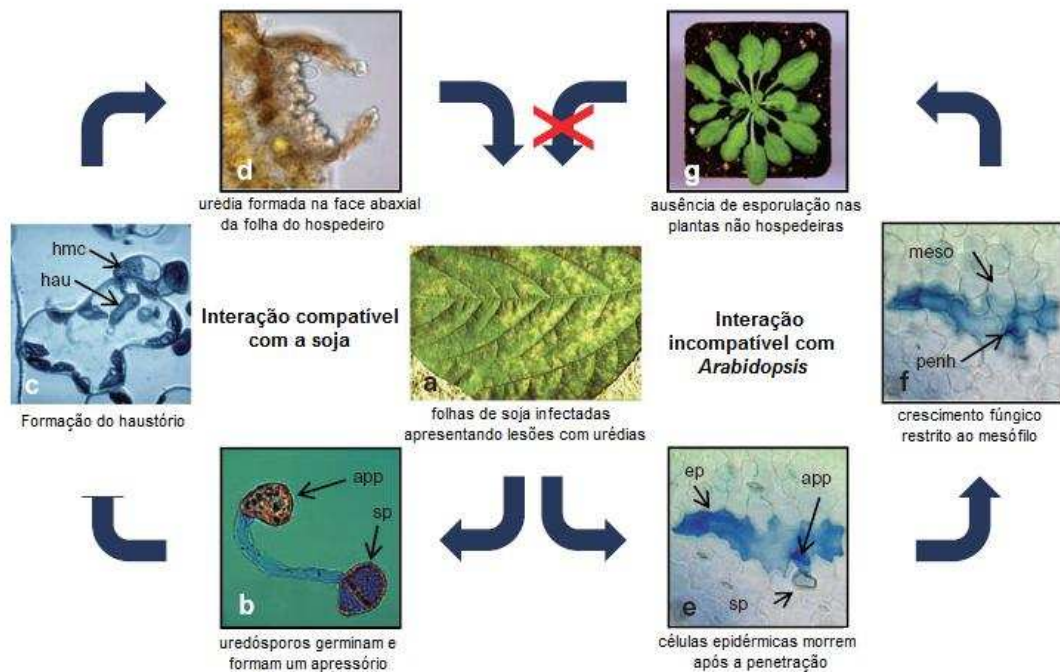 d
urédia formada na face abaxial
da folha do hospedeiro
g
ausência de esporulação nas
plantas não hospedeiras
hmc
hau
c
Formação do haustório
Interação compatível
com a soja
a
folhas de soja infectadas
apresentando lesões com urédias
Interação
incompatível com
Arabidopsis
meso
penh
f
crescimento fúngico
restrito ao mesófilo
app
sp
b
uredósporos germinam e
formam um apressório
ep
app
sp
e
células epidérmicas morrem
após a penetração